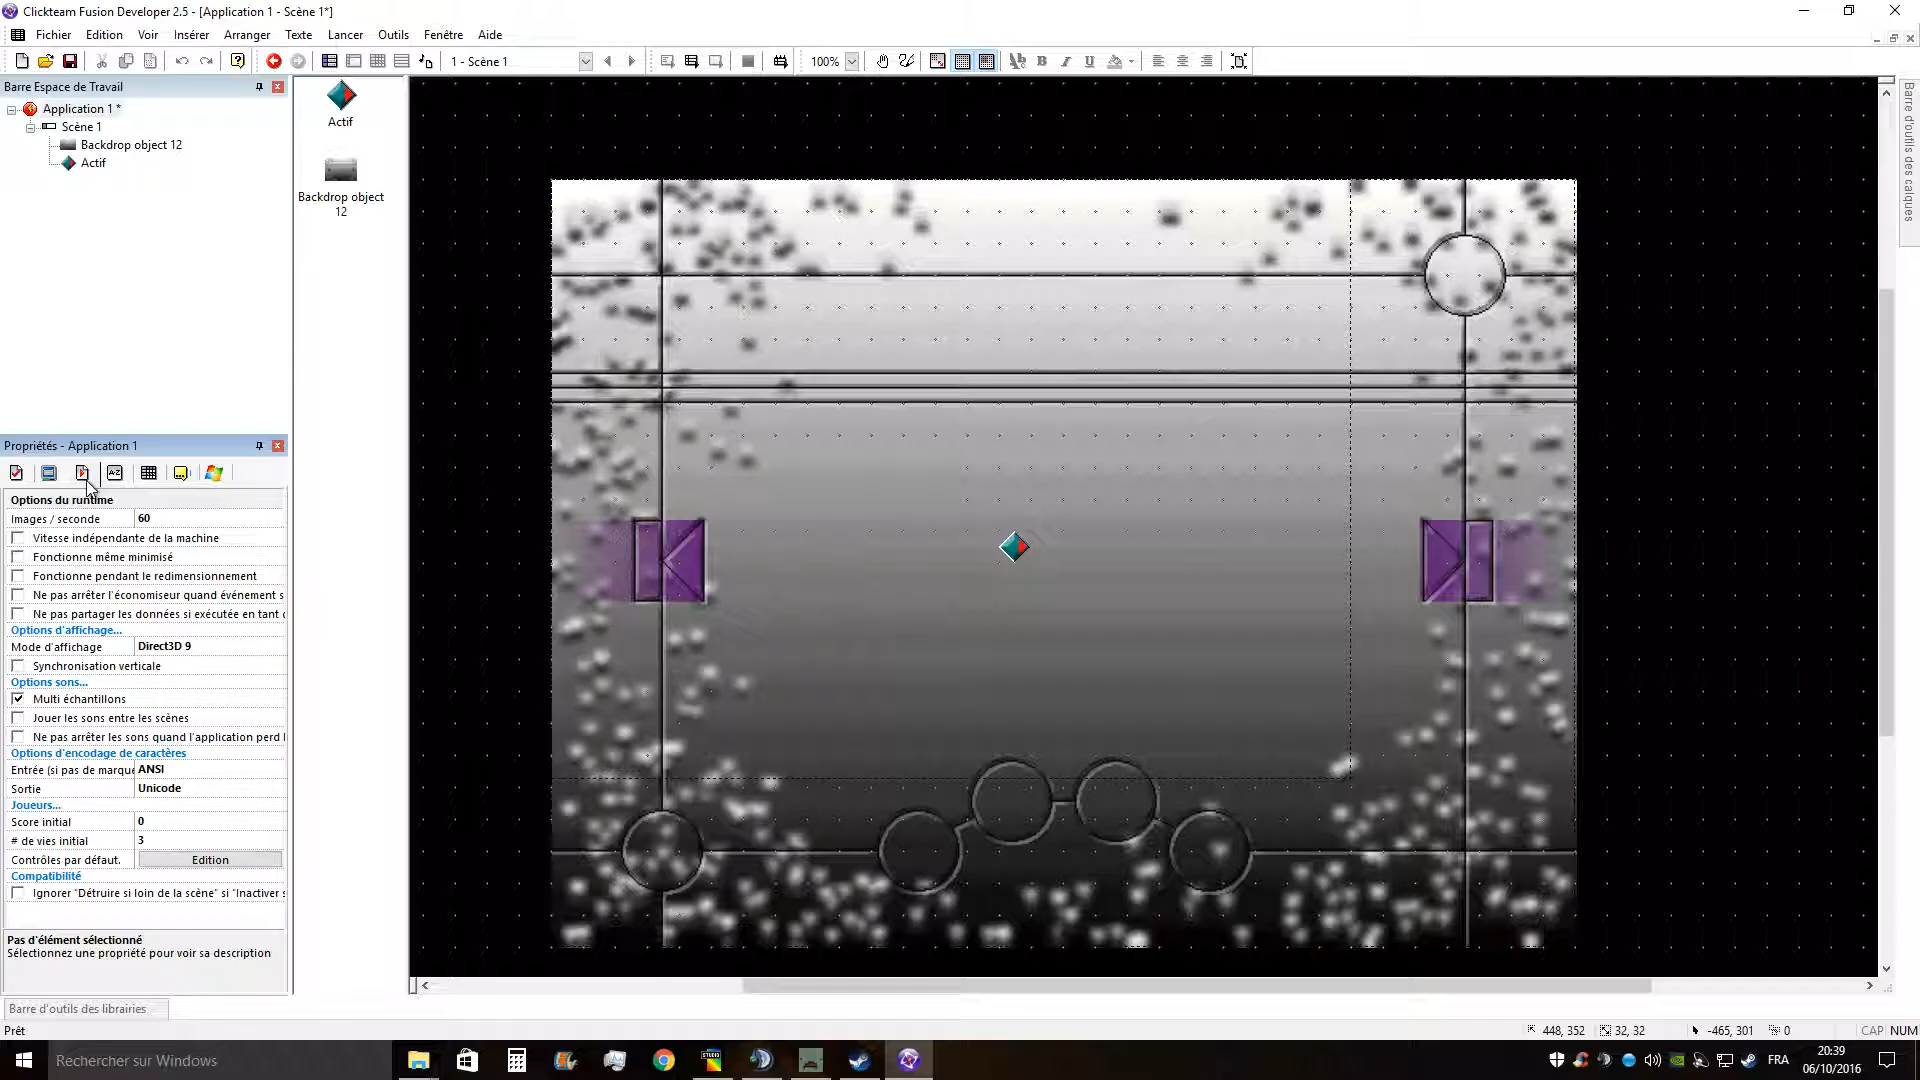 Clickteam Fusion Developer 2.5 - [Application 1 - Scène 1*]
Fichier Edition Voir Insérer Arranger Texte Lancer Outils Fenêtre Aide
1 - Scène 1 100%
Barre Espace de Travail
Application 1 *
Scène 1
Backdrop object 12
Actif
Actif
Backdrop object
12
Barre d'outils des calques
Propriétés - Application 1
Options du runtime
Images / seconde 60
Vitesse indépendante de la machine
Fonctionne même minimisé
Fonctionne pendant le redimensionnement
Ne pas arrêter l'économiseur quand événement s
Ne pas partager les données si exécutée en tant
Options d'affichage...
Mode d'affichage Direct3D 9
Synchronisation verticale
Options sons...
Multi échantillons
Jouer les sons entre les scènes
Ne pas arrêter les sons quand l'application perd l
Options d'encodage de caractères
Entrée (si pas de marque ANSI
Sortie Unicode
Joueurs...
Score initial 0
# de vies initial 3
Contrôles par défaut. Edition
Compatibilité
Ignorer "Détruire si loin de la scène" si "Inactiver s
Pas d'élément sélectionné
Sélectionnez une propriété pour voir sa description
Barre d'outils des librairies
Prêt 448, 352 32, 32 -465, 301 0 CAP NUM
Rechercher sur Windows
STUDIO
FRA
20:39
06/10/2016